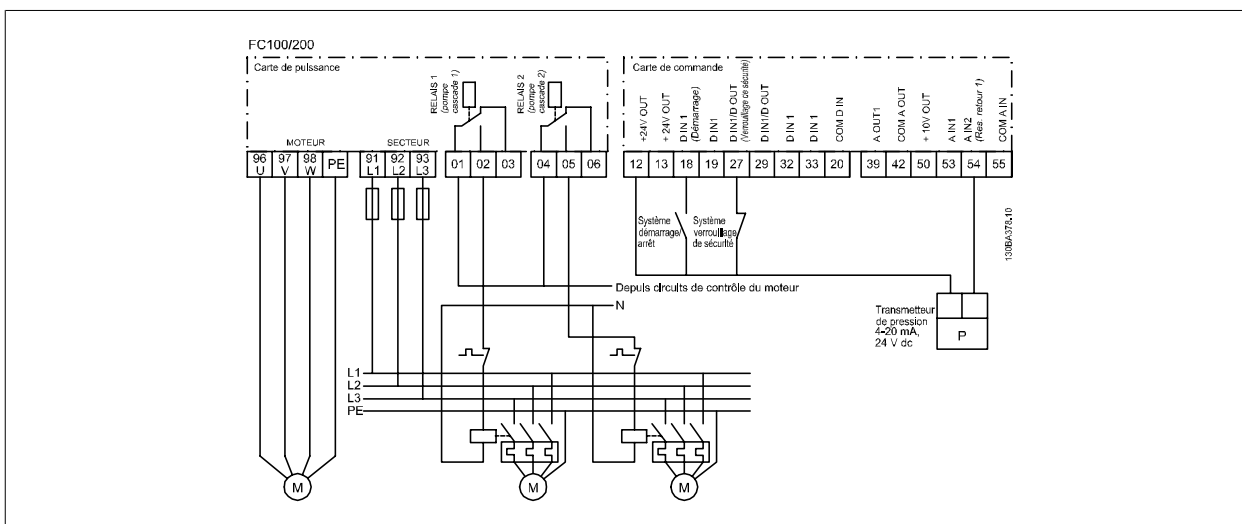 FC100/200
Carte de puissance
RELAIS 1
(pompe
cascade 1)
RELAIS 2
(pompe
cascade 2)
MOTEUR
SECTEUR
96 97 98 PE 91 92 93 01 02 03 04 05 06
U V W L1 L2 L3
Carte de commande
+24V OUT
+ 24V OUT
D IN 1
(Démarrage)
D IN1
D IN1/D OUT
(Verrouillage de sécurité)
D IN1/D OUT
D IN 1
D IN 1
COM D IN
A OUT1
COM A OUT
+ 10V OUT
A IN1
A IN2
(Res. retour 1)
COM A IN
12 13 18 19 27 29 32 33 20 39 42 50 53 54 55
Système
démarrage/
arrêt
Système
verrouillage
de sécurité
130BA378.10
Depuis circuits de contrôle du moteur
N
Transmetteur
de pression
4-20 mA,
24 V dc
P
L1
L2
L3
PE
M M M